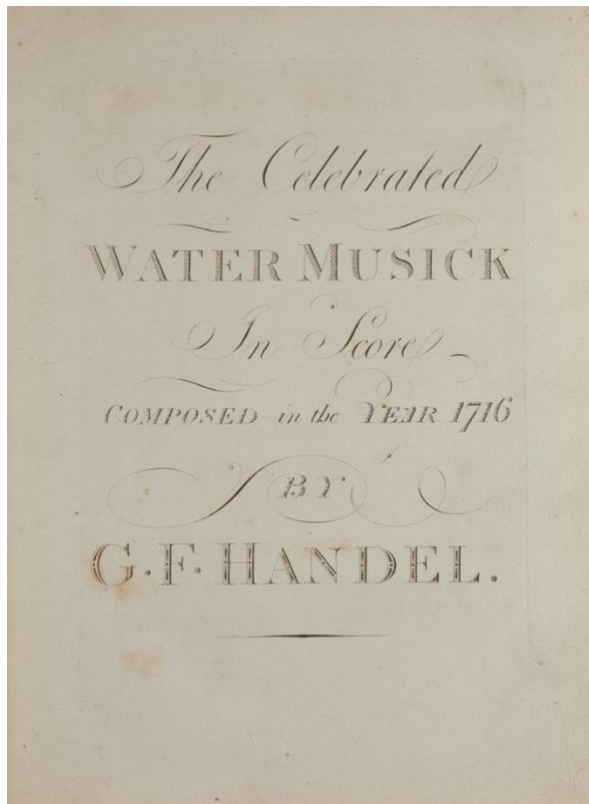 The Celebrated
WATER MUSICK
In Score
COMPOSED in the YEAR 1716
BY
G. F. HANDEL.